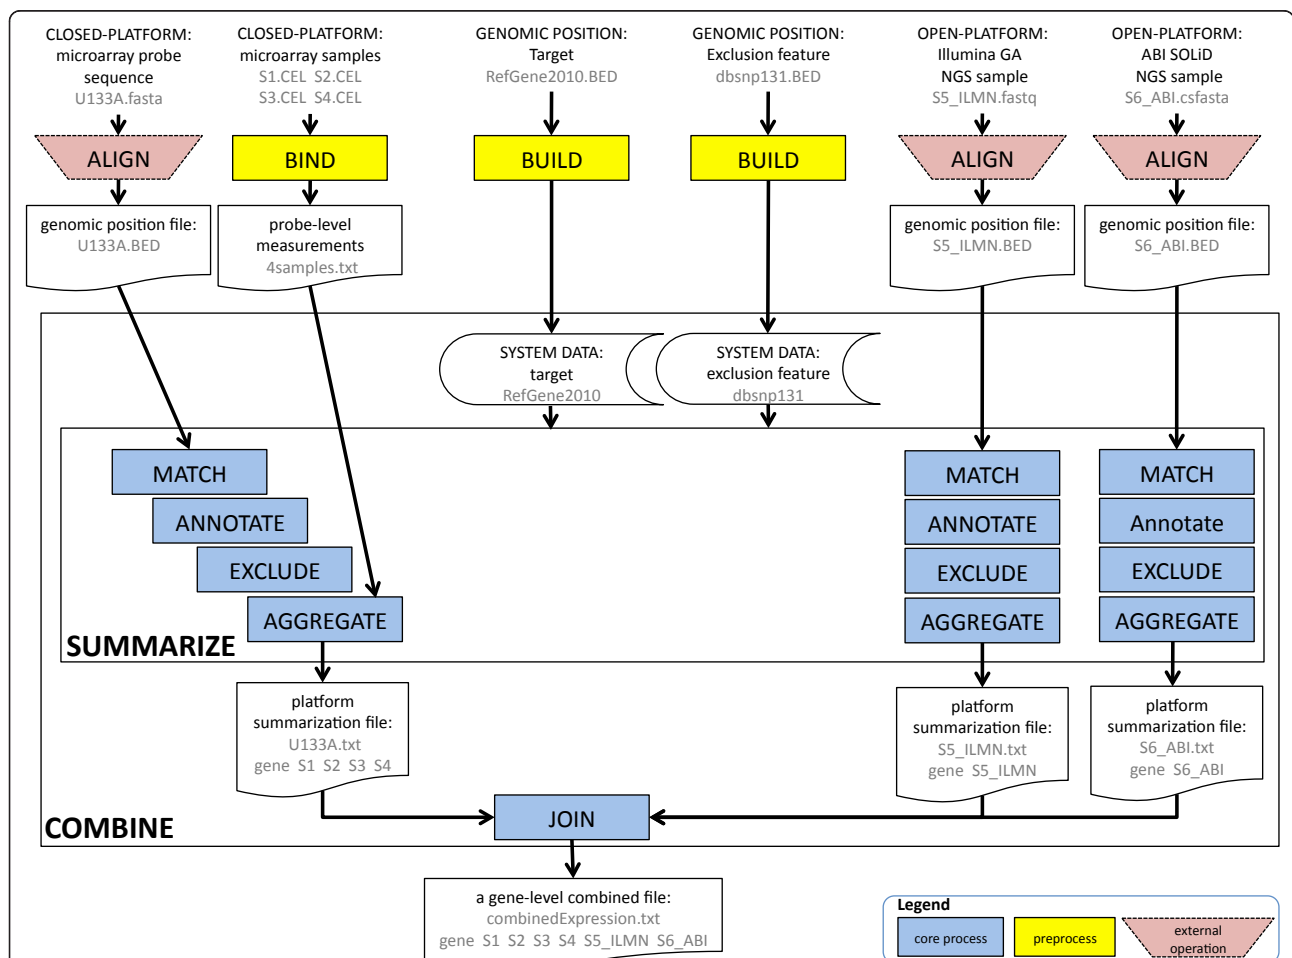 CLOSED-PLATFORM:
microarray probe
sequence
U133A.fasta
CLOSED-PLATFORM:
microarray samples
S1.CEL S2.CEL
S3.CEL S4.CEL
GENOMIC POSITION:
Target
RefGene2010.BED
GENOMIC POSITION:
Exclusion feature
dbsnp131.BED
OPEN-PLATFORM:
Illumina GA
NGS sample
S5_ILMN.fastq
OPEN-PLATFORM:
ABI SOLiD
NGS sample
S6_ABI.csfasta
ALIGN
BIND
BUILD
BUILD
ALIGN
ALIGN
genomic position file:
U133A.BED
probe-level
measurements
4samples.txt
genomic position file:
S5_ILMN.BED
genomic position file:
S6_ABI.BED
SYSTEM DATA:
target
RefGene2010
SYSTEM DATA:
exclusion feature
dbsnp131
MATCH
ANNOTATE
EXCLUDE
AGGREGATE
MATCH
ANNOTATE
EXCLUDE
AGGREGATE
MATCH
Annotate
EXCLUDE
AGGREGATE
SUMMARIZE
platform
summarization file:
U133A.txt
gene S1 S2 S3 S4
platform
summarization file:
S5_ILMN.txt
gene S5_ILMN
platform
summarization file:
S6_ABI.txt
gene S6_ABI
JOIN
COMBINE
a gene-level combined file:
combinedExpression.txt
gene S1 S2 S3 S4 S5_ILMN S6_ABI
Legend
core process
preprocess
external
operation